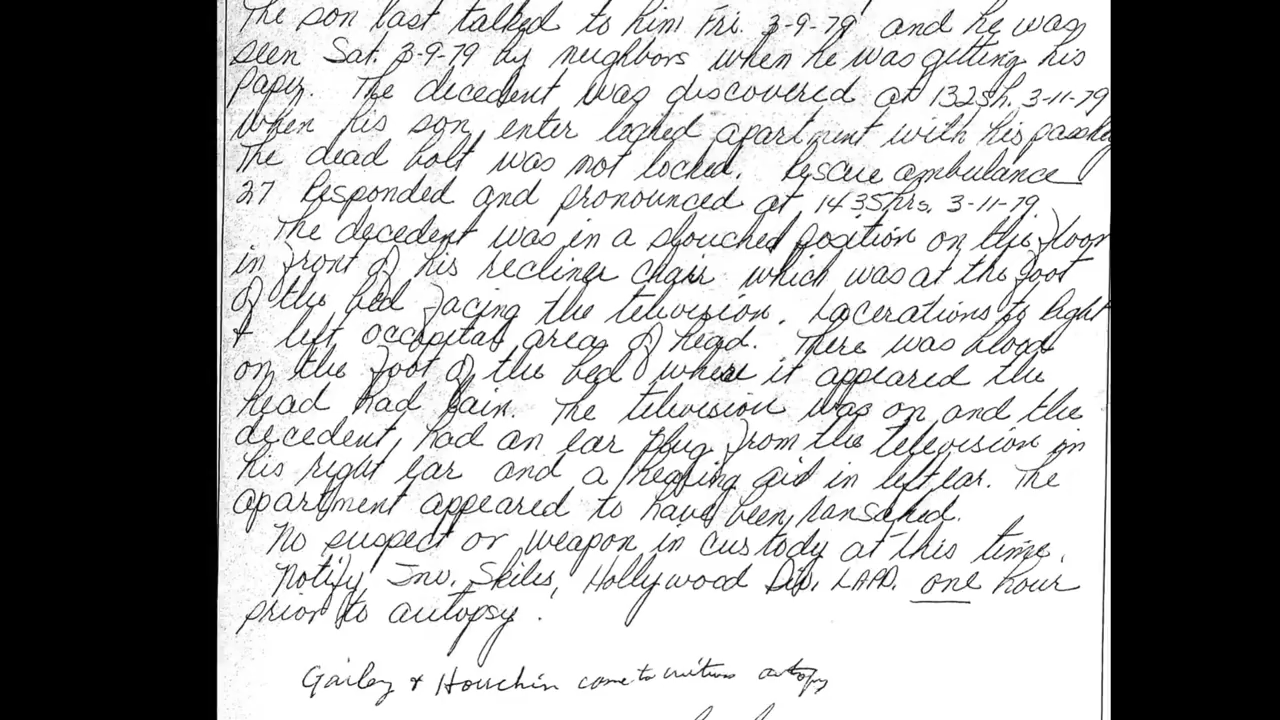 The son last talked to him Fri. 3-9-79 and he was
seen Sat. 3-9-79 by neighbors when he was getting his
paper. The decedent was discovered at 1325h. 3-11-79
when his son enter locked apartment with his passkey
The dead bolt was not locked. Rescue ambulance
27 Responded and pronounced at 1435hrs. 3-11-79.
The decedent was in a slouched position on the floor
in front of his recliner chair which was at the foot
of the bed facing the television. Lacerations to Right
& left occipital areas of head. There was blood
on the foot of the bed where it appeared the
head had lain. The television was on and the
decedent had an ear plug from the television in
his right ear and a hearing aid in left ear. The
apartment appeared to have been ransaked.
No suspect or weapon in custody at this time.
Notify Inv. Skiles, Hollywood Div. LAPD. one hour
prior to autopsy.
Gailey & Hourchin come to witness autopsy